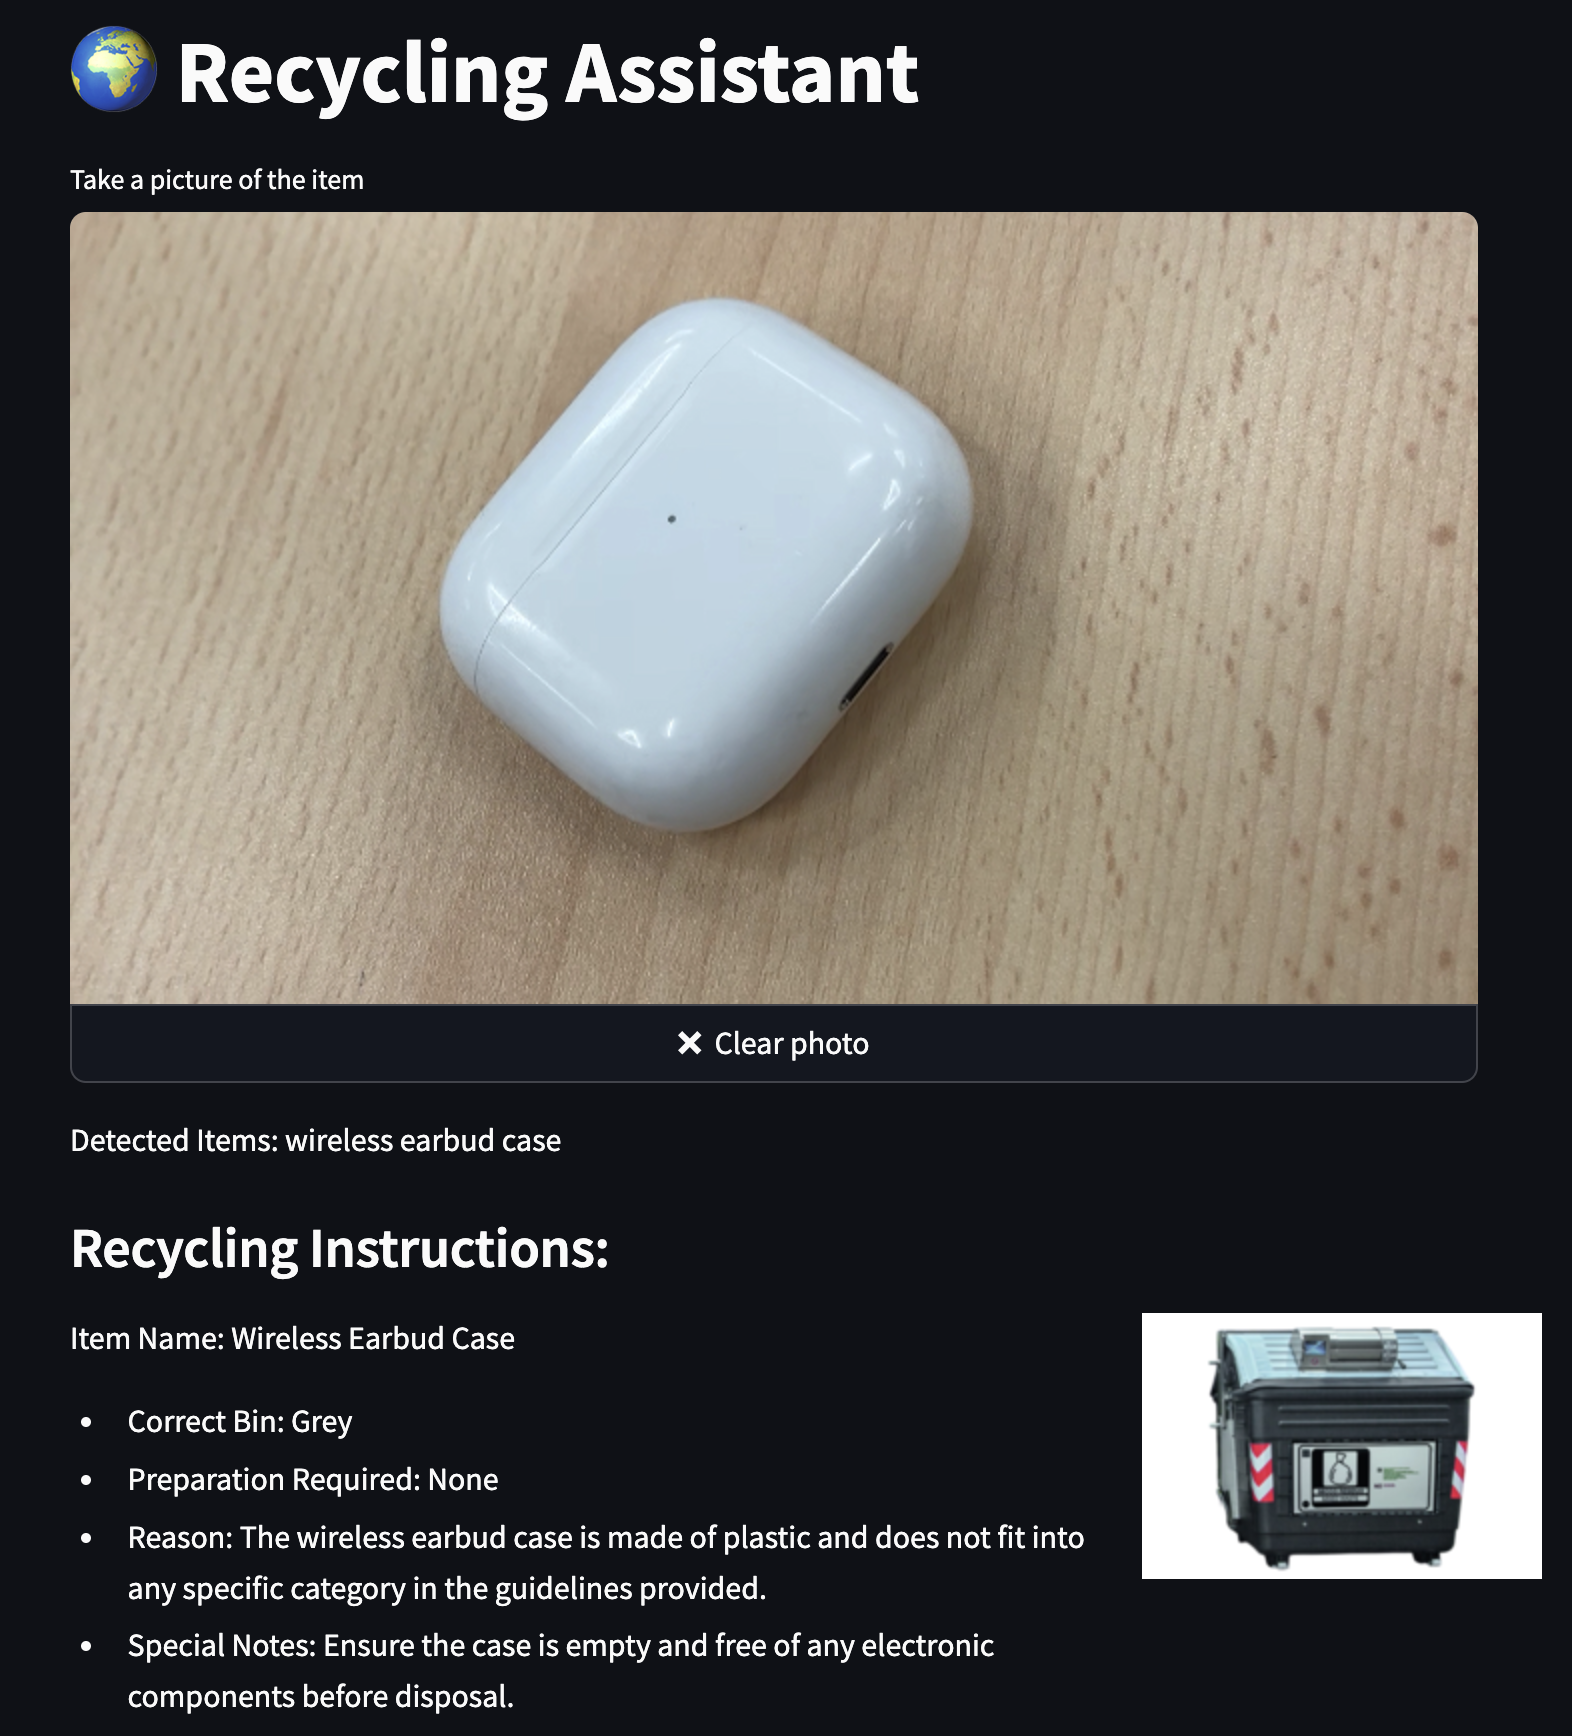 Recycling Assistant
Take a picture of the item
Clear photo
Detected Items: wireless earbud case
Recycling Instructions:
Item Name: Wireless Earbud Case
Correct Bin: Grey
Preparation Required: None
Reason: The wireless earbud case is made of plastic and does not fit into
any specific category in the guidelines provided.
Special Notes: Ensure the case is empty and free of any electronic
components before disposal.